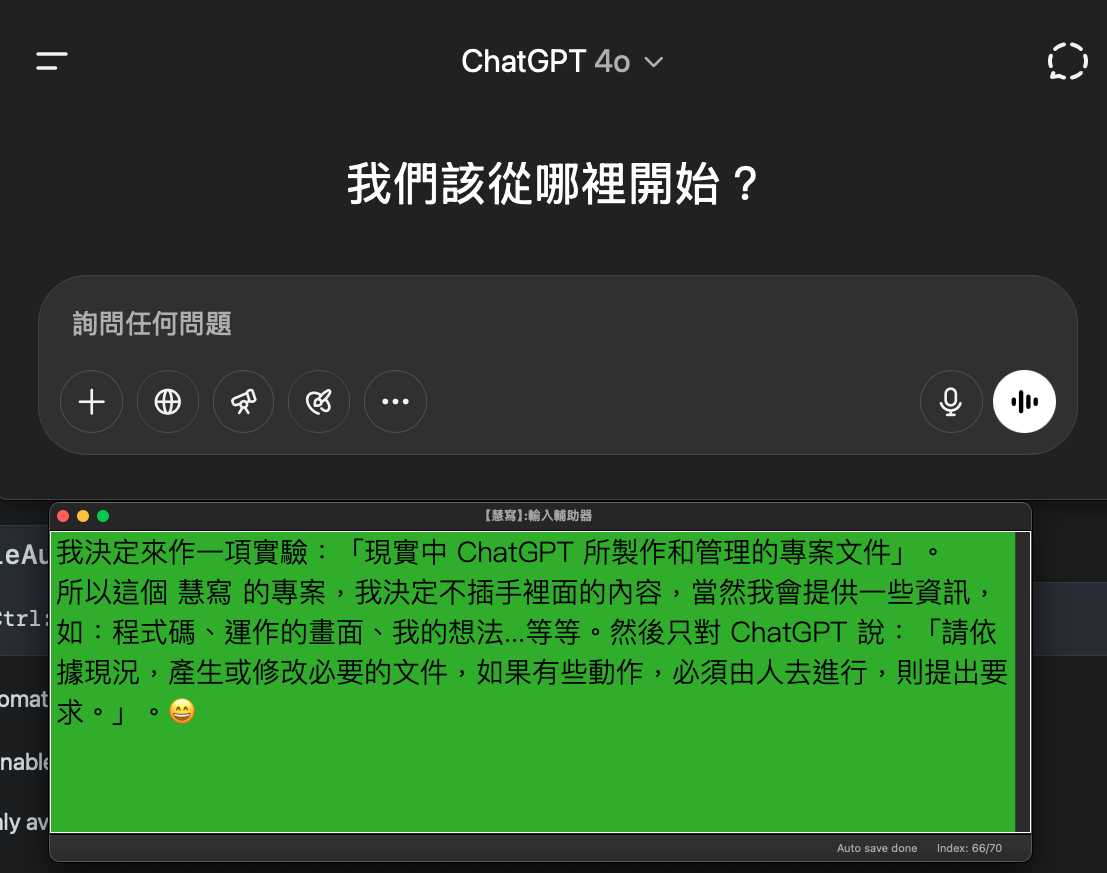 ChatGPT 4o
我們該從哪裡開始？
詢問任何問題
【慧寫】:輸入輔助器
我決定來作一項實驗：「現實中 ChatGPT 所製作和管理的專案文件」。
所以這個 慧寫 的專案，我決定不插手裡面的內容，當然我會提供一些資訊，
如：程式碼、運作的畫面、我的想法...等等。然後只對 ChatGPT 說：「請依
據現況，產生或修改必要的文件，如果有些動作，必須由人去進行，則提出要
求。」。😄
Auto save done Index: 66/70